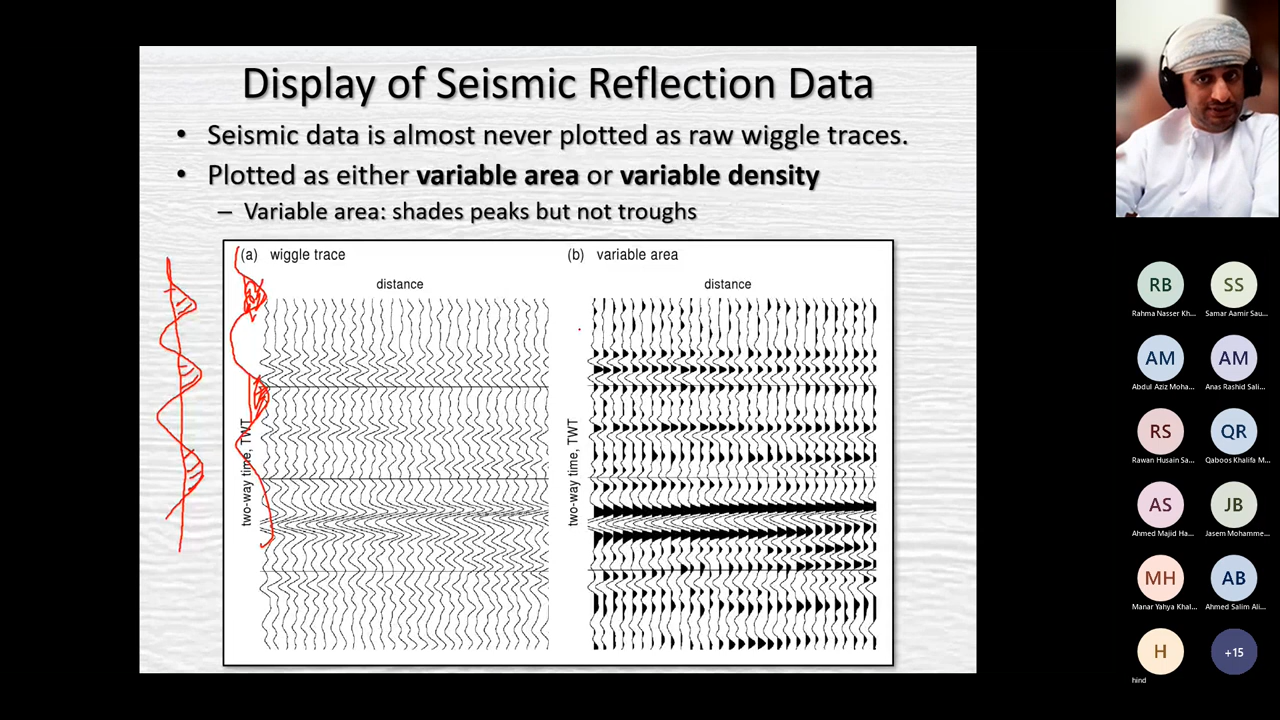 Display of Seismic Reflection Data
• Seismic data is almost never plotted as raw wiggle traces.
• Plotted as either variable area or variable density
– Variable area: shades peaks but not troughs
(a) wiggle trace
distance
two-way time, TWT
(b) variable area
distance
two-way time, TWT
RB
Rahma Nasser Kh...
SS
Samar Aamir Sau...
AM
Abdul Aziz Moha...
AM
Anas Rashid Sali...
RS
Rawan Husain Sa...
QR
Qaboos Khalifa M...
AS
Ahmed Majid Ha...
JB
Jasem Mohamme...
MH
Manar Yahya Khal...
AB
Ahmed Salim Ali...
H
hind
+15